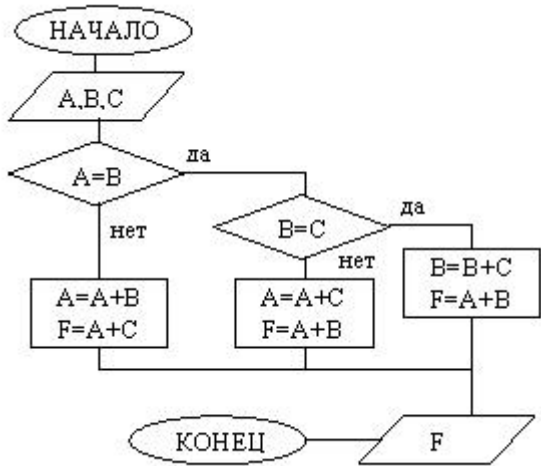 НАЧАЛО
A,B,C
A=B
да
нет
B=C
да
нет
A=A+B
F=A+C
A=A+C
F=A+B
B=B+C
F=A+B
КОНЕЦ
F